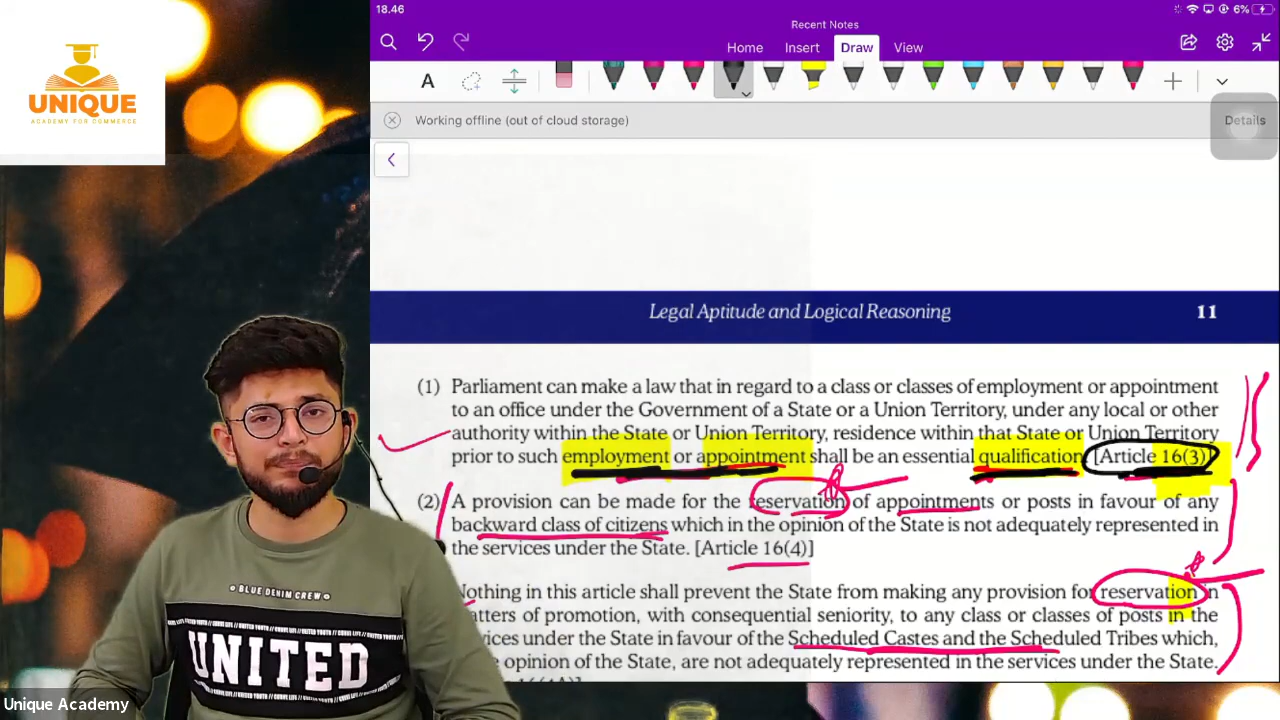 18.46
6%
Recent Notes
Home Insert Draw View
A
Working offline (out of cloud storage)
Details
UNIQUE
ACADEMY FOR COMMERCE
Legal Aptitude and Logical Reasoning 11
(1) Parliament can make a law that in regard to a class or classes of employment or appointment
to an office under the Government of a State or a Union Territory, under any local or other
authority within the State or Union Territory, residence within that State or Union Territory
prior to such employment or appointment shall be an essential qualification [Article 16(3)]
(2) A provision can be made for the reservation of appointments or posts in favour of any
backward class of citizens which in the opinion of the State is not adequately represented in
the services under the State. [Article 16(4)]
Nothing in this article shall prevent the State from making any provision for reservation in
of promotion, with consequential seniority, to any class or classes of posts in the
under the State in favour of the Scheduled Castes and the Scheduled Tribes which,
opinion of the State, are not adequately represented in the services under the State.
BLUE DENIM CREW
UNITED
Unique Academy